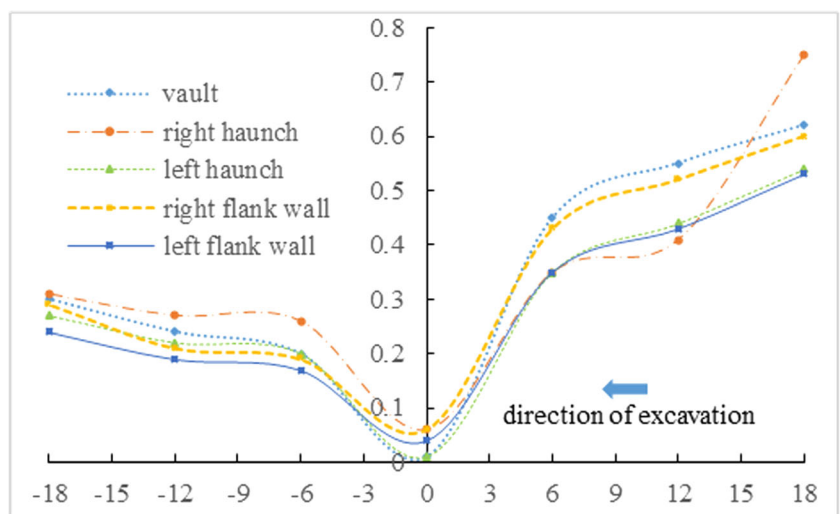 0.8
0.7
0.6
0.5
0.4
0.3
0.2
0.1
0
vault
right haunch
left haunch
right flank wall
left flank wall
direction of excavation
-18 -15 -12 -9 -6 -3 0 3 6 9 12 15 18